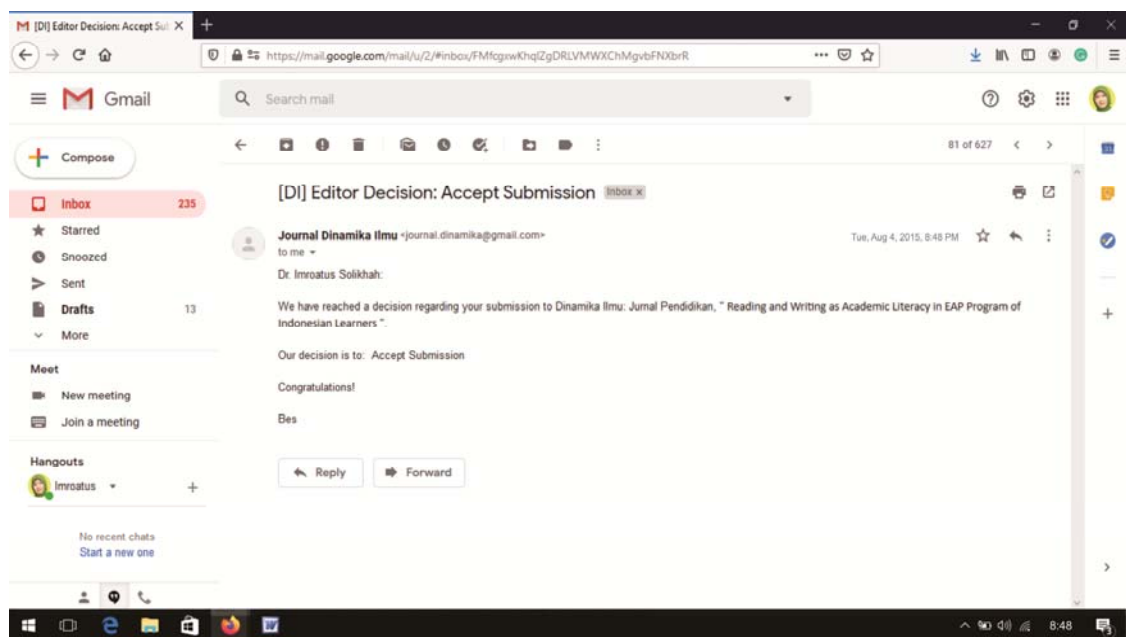 [DI] Editor Decision: Accept Sub
https://mail.google.com/mail/u/2/#inbox/FMfcgxwKhqlZgDRLVMWXChMgvbFNXbrR
Gmail
Search mail
Compose
81 of 627
Inbox 235
Starred
Snoozed
Sent
Drafts 13
More
Meet
New meeting
Join a meeting
Hangouts
Imroatus
No recent chats
Start a new one
[DI] Editor Decision: Accept Submission Inbox x
Journal Dinamika Ilmu <journal.dinamika@gmail.com> Tue, Aug 4, 2015, 8:48 PM
to me
Dr. Imroatus Solikhah:
We have reached a decision regarding your submission to Dinamika Ilmu: Jurnal Pendidikan, " Reading and Writing as Academic Literacy in EAP Program of
Indonesian Learners ".
Our decision is to: Accept Submission
Congratulations!
Bes
Reply Forward
8:48